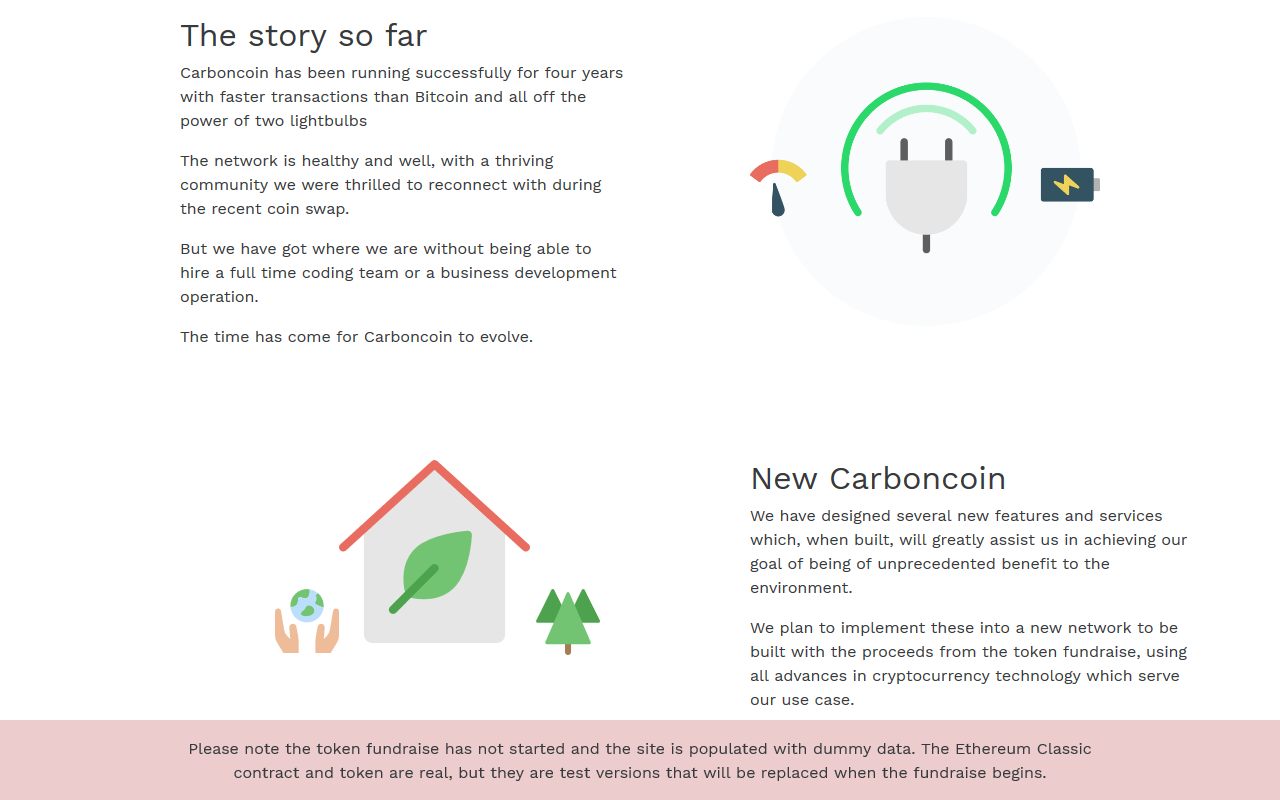 The story so far
Carboncoin has been running successfully for four years
with faster transactions than Bitcoin and all off the
power of two lightbulbs
The network is healthy and well, with a thriving
community we were thrilled to reconnect with during
the recent coin swap.
But we have got where we are without being able to
hire a full time coding team or a business development
operation.
The time has come for Carboncoin to evolve.
New Carboncoin
We have designed several new features and services
which, when built, will greatly assist us in achieving our
goal of being of unprecedented benefit to the
environment.
We plan to implement these into a new network to be
built with the proceeds from the token fundraise, using
all advances in cryptocurrency technology which serve
our use case.
Please note the token fundraise has not started and the site is populated with dummy data. The Ethereum Classic
contract and token are real, but they are test versions that will be replaced when the fundraise begins.